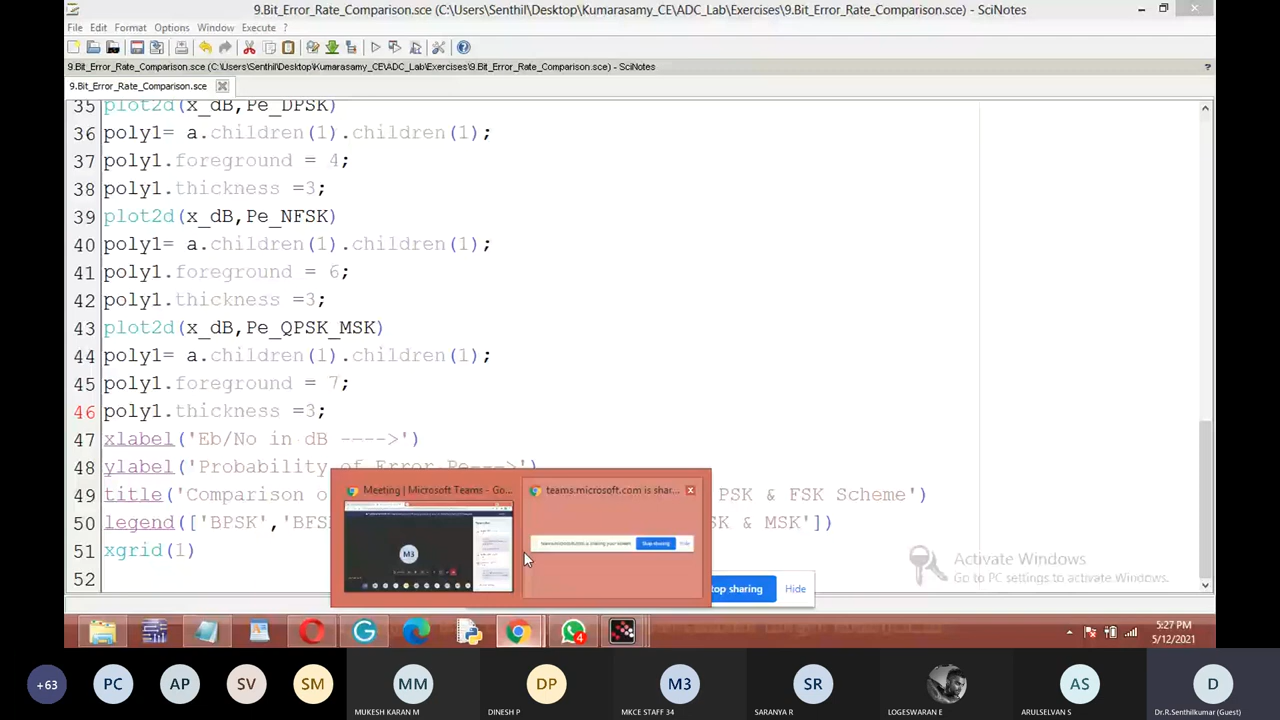 9.Bit_Error_Rate_Comparison.sce (C:\Users\Senthil\Desktop\Kumarasamy_CE\ADC_Lab\Exercises\9.Bit_Error_Rate_Comparison.sce) - SciNotes
File Edit Format Options Window Execute ?
9.Bit_Error_Rate_Comparison.sce (C:\Users\Senthil\Desktop\Kumarasamy_CE\ADC_Lab\Exercises\9.Bit_Error_Rate_Comparison.sce) - SciNotes ?
9.Bit_Error_Rate_Comparison.sce
35 plot2d(x_dB,Pe_DPSK)
36 poly1= a.children(1).children(1);
37 poly1.foreground = 4;
38 poly1.thickness =3;
39 plot2d(x_dB,Pe_NFSK)
40 poly1= a.children(1).children(1);
41 poly1.foreground = 6;
42 poly1.thickness =3;
43 plot2d(x_dB,Pe_QPSK_MSK)
44 poly1= a.children(1).children(1);
45 poly1.foreground = 7;
46 poly1.thickness =3;
47 xlabel('Eb/No in dB ---->')
48 ylabel('Probability of Error Pe--->')
49 title('Comparison o PSK & FSK Scheme')
50 legend(['BPSK','BFS SK & MSK'])
51 xgrid(1)
52
Meeting | Microsoft Teams - Go...
teams.microsoft.com is shar...
M3
Stop sharing
Activate Windows
Go to PC settings to activate Windows.
top sharing Hide
4
5:27 PM
5/12/2021
+63 PC AP SV SM MM DP M3 SR AS D
MUKESH KARAN M DINESH P MKCE STAFF 34 SARANYA R LOGESWARAN E ARULSELVAN S Dr.R.Senthilkumar (Guest)